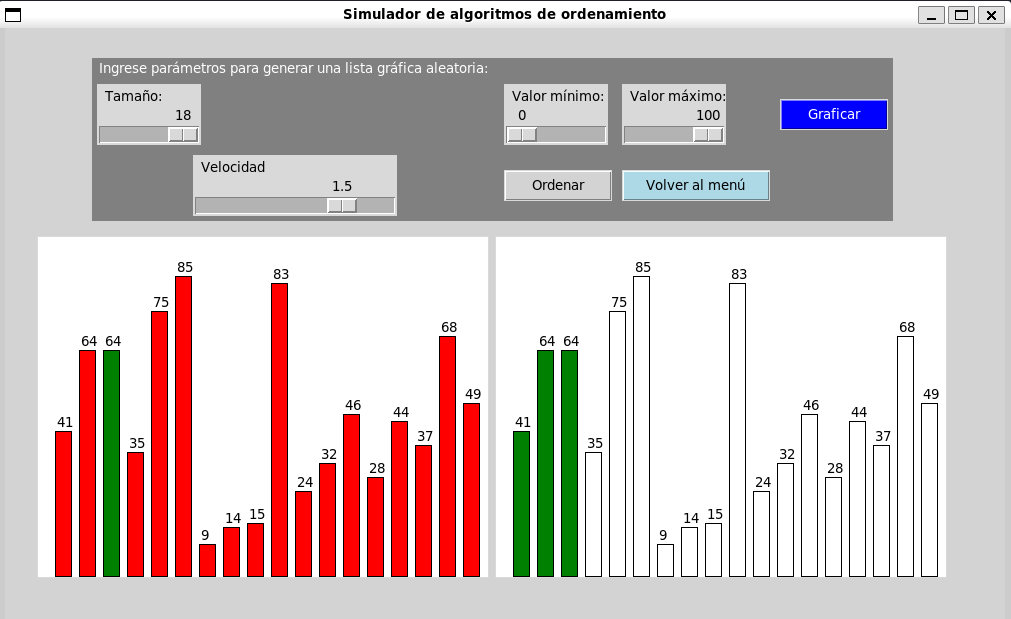 Simulador de algoritmos de ordenamiento
Ingrese parámetros para generar una lista gráfica aleatoria:
Tamaño:
18
Valor mínimo:
0
Valor máximo:
100
Graficar
Velocidad
1.5
Ordenar
Volver al menú
41 64 64 35 75 85 9 14 15 83 24 32 46 28 44 37 68 49
41 64 64 35 75 85 9 14 15 83 24 32 46 28 44 37 68 49